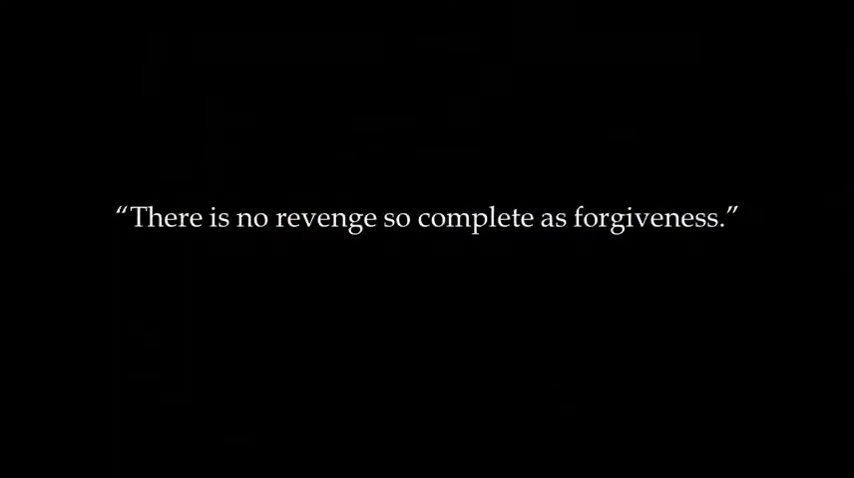 “There is no revenge so complete as forgiveness.”